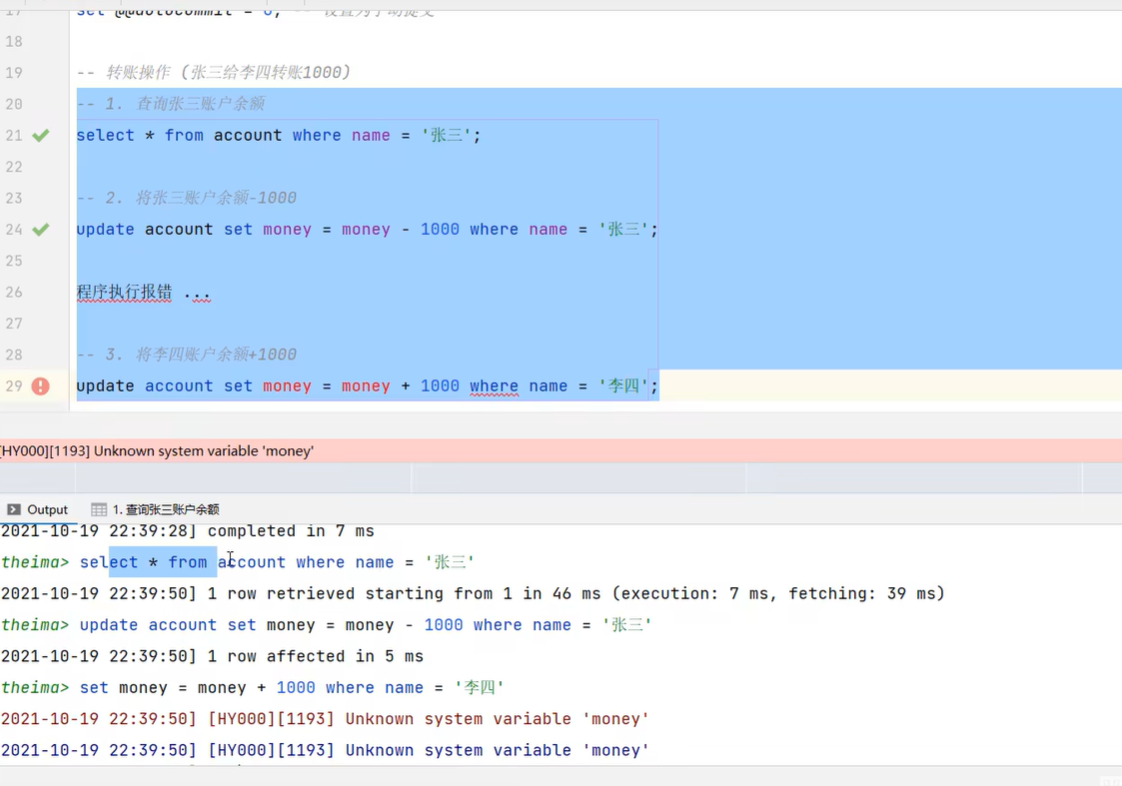 17 set @@autocommit = 0; -- 设置为手动提交
18
19 -- 转账操作 (张三给李四转账1000)
20 -- 1. 查询张三账户余额
21 select * from account where name = '张三';
22
23 -- 2. 将张三账户余额-1000
24 update account set money = money - 1000 where name = '张三';
25
26 程序执行报错 ...
27
28 -- 3. 将李四账户余额+1000
29 update account set money = money + 1000 where name = '李四';
[HY000][1193] Unknown system variable 'money'
Output 1. 查询张三账户余额
2021-10-19 22:39:28] completed in 7 ms
theima> select * from account where name = '张三'
2021-10-19 22:39:50] 1 row retrieved starting from 1 in 46 ms (execution: 7 ms, fetching: 39 ms)
theima> update account set money = money - 1000 where name = '张三'
2021-10-19 22:39:50] 1 row affected in 5 ms
theima> set money = money + 1000 where name = '李四'
2021-10-19 22:39:50] [HY000][1193] Unknown system variable 'money'
2021-10-19 22:39:50] [HY000][1193] Unknown system variable 'money'